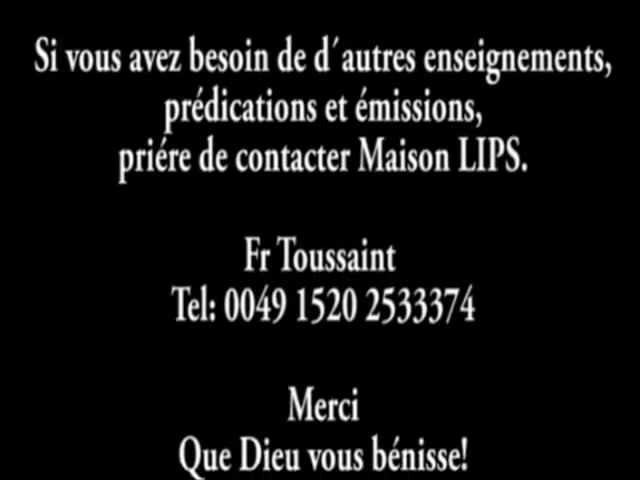 Si vous avez besoin de d´autres enseignements,
prédications et émissions,
priére de contacter Maison LIPS.
Fr Toussaint
Tel: 0049 1520 2533374
Merci
Que Dieu vous bénisse!